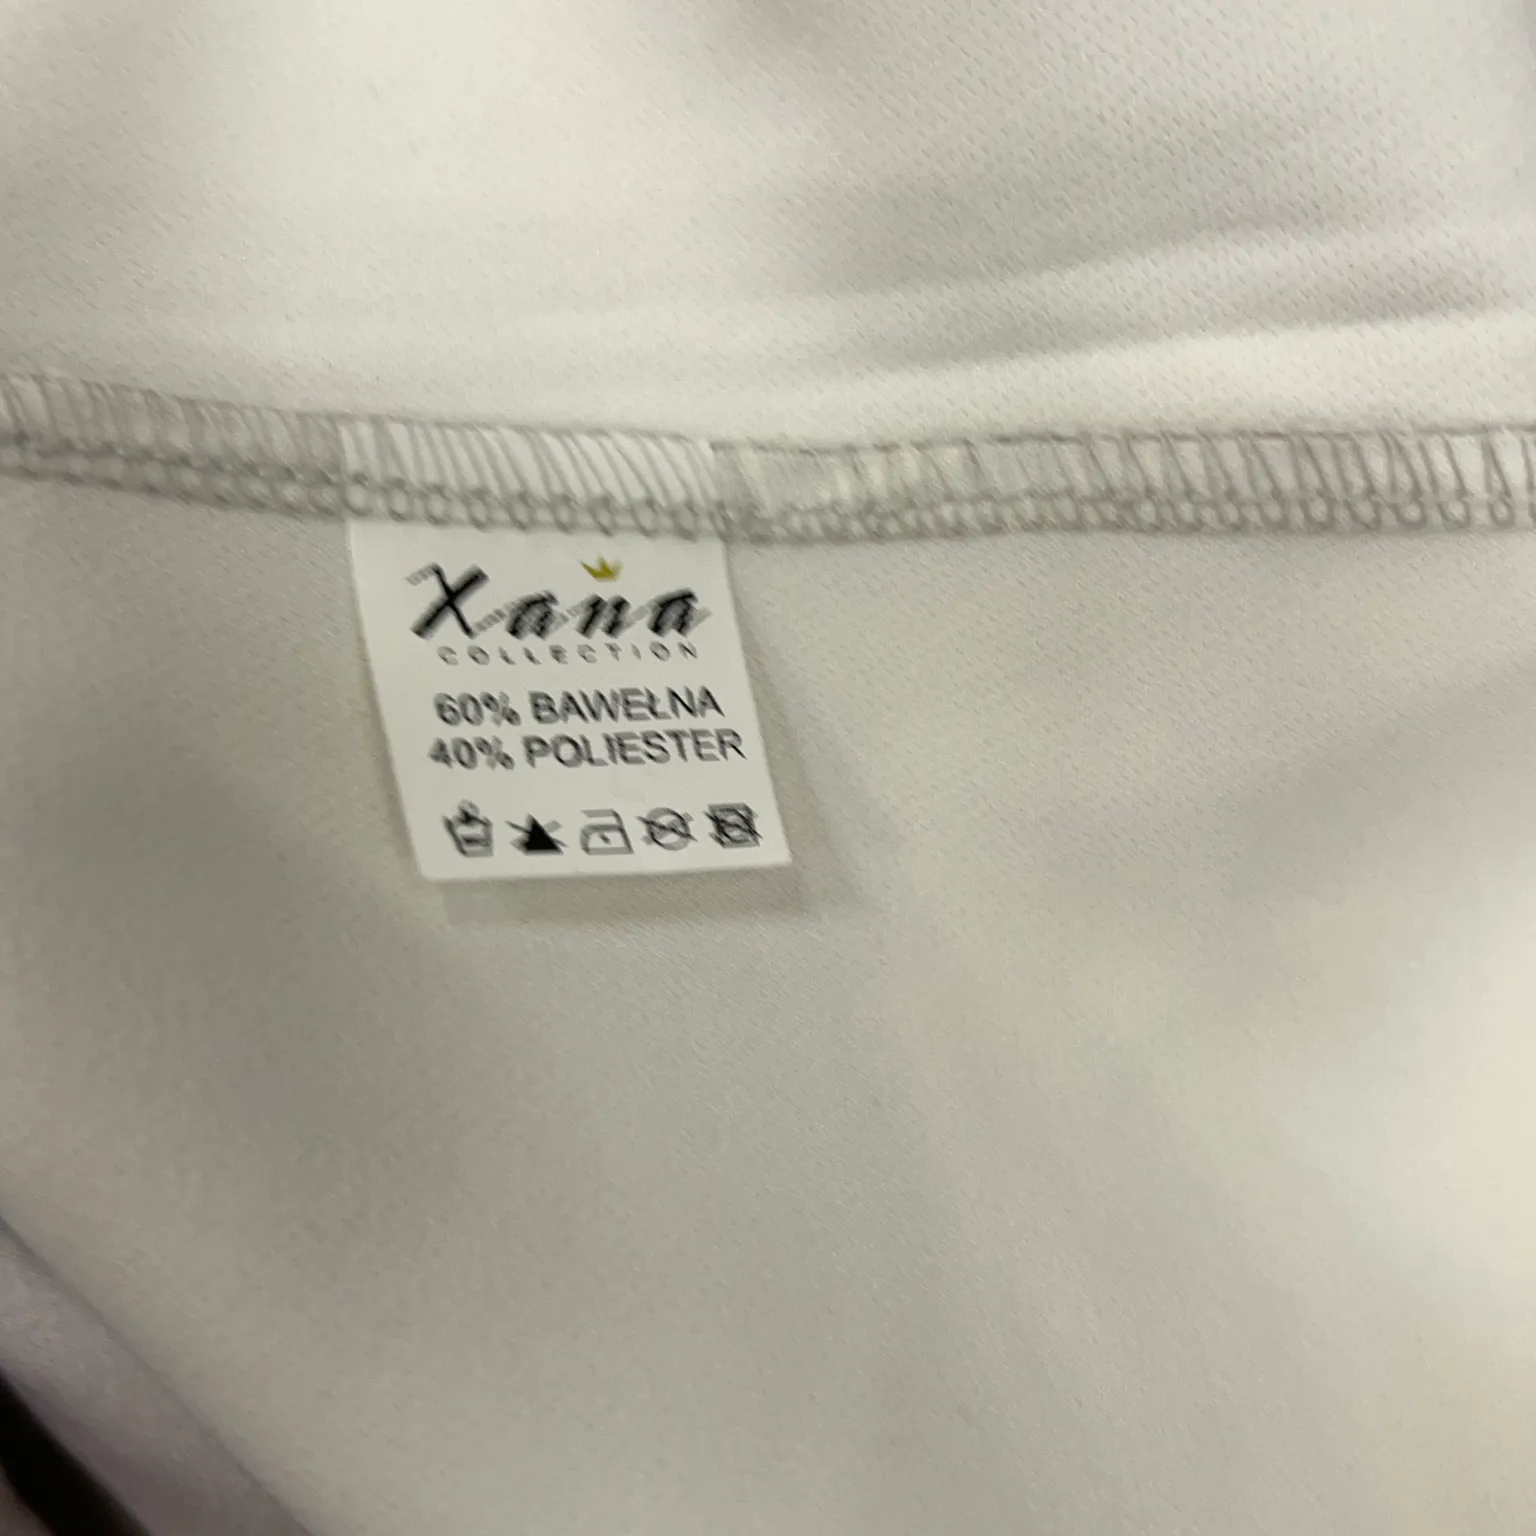 Xana
COLLECTION
60% BAWEŁNA
40% POLIESTER